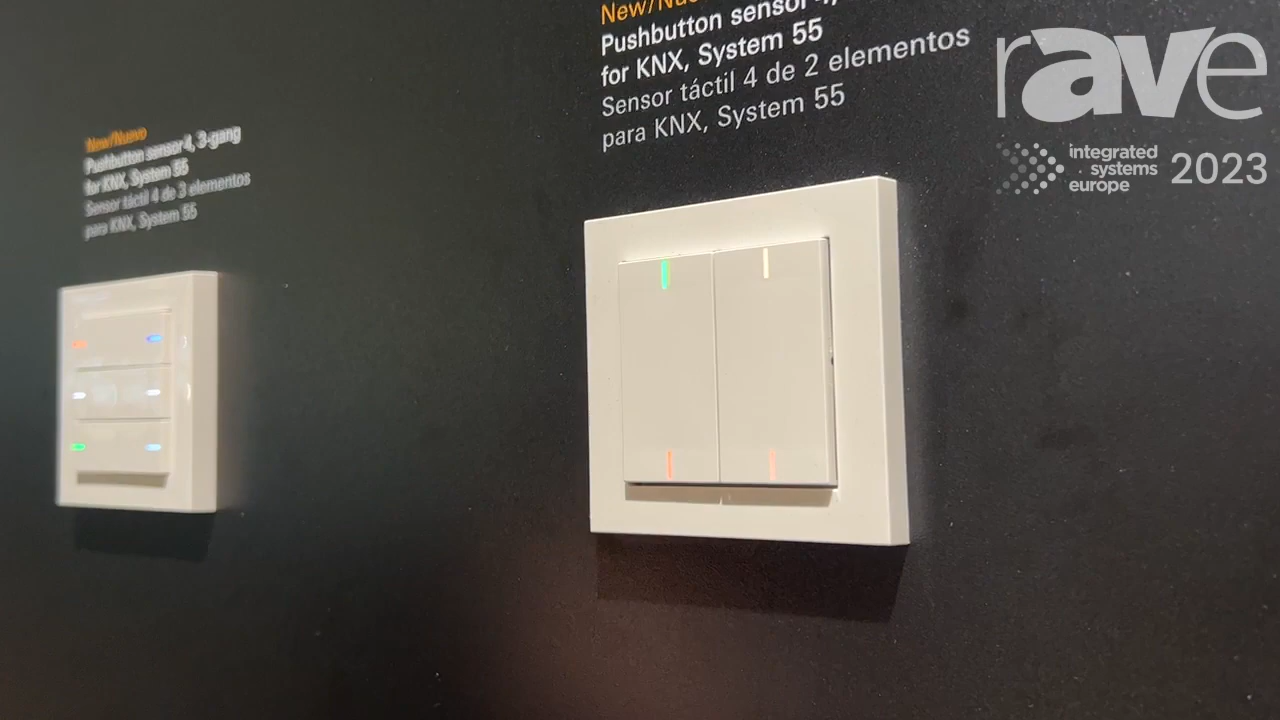 New/Nuevo
Pushbutton sensor 4, 3-gang
for KNX, System 55
Sensor táctil 4 de 3 elementos
para KNX, System 55
Pushbutton sensor
for KNX, System 55
Sensor táctil 4 de 2 elementos
para KNX, System 55
rave
integrated
systems
europe
2023